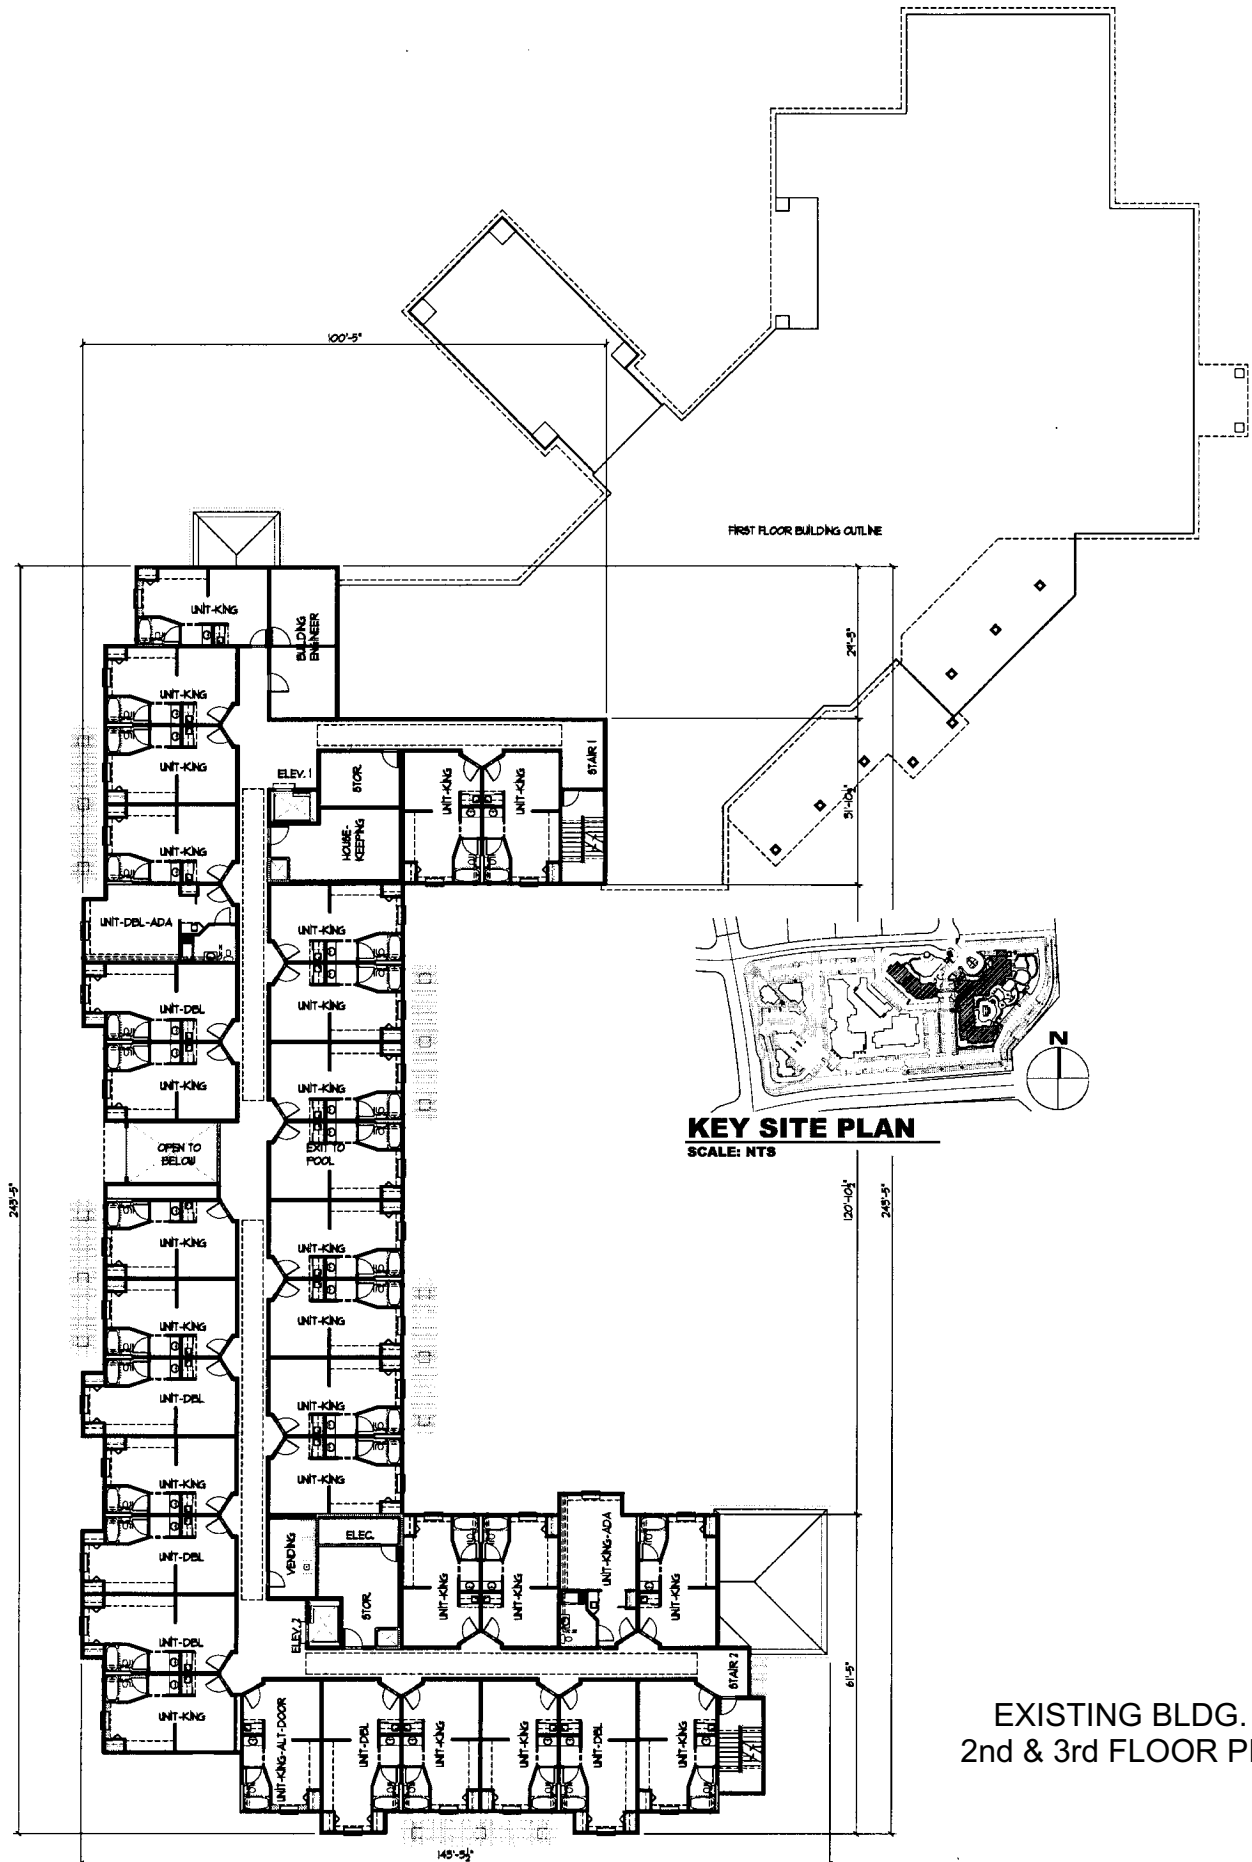 100'-5"
FIRST FLOOR BUILDING OUTLINE
UNIT-KING
BUILDING
ENGINEER
29'-8"
UNIT-KING
UNIT-KING
ELEV. 1
STOR.
UNIT-KING
UNIT-KING
STAIR 1
31'-10½"
UNIT-KING
HOUSE-
KEEPING
UNIT-DBL-ADA
UNIT-KING
UNIT-DBL
UNIT-KING
UNIT-KING
UNIT-KING
N
KEY SITE PLAN
SCALE: NTS
OPEN TO
BELOW
EXIT TO
POOL
243'-5"
120'-10½"
245'-5"
UNIT-KING
UNIT-KING
UNIT-KING
UNIT-KING
UNIT-DBL
UNIT-KING
UNIT-KING
UNIT-KING
UNIT-DBL
VENDING
ELEC.
UNIT-KING
UNIT-KING
UNIT-KING-ADA
UNIT-KING
UNIT-DBL
ELEV.2
STOR.
STAIR 2
61'-5"
UNIT-KING
UNIT-KING-ALT-DOOR
UNIT-DBL
UNIT-KING
UNIT-KING
UNIT-DBL
UNIT-KING
EXISTING BLDG.
2nd & 3rd FLOOR
145'-5½"